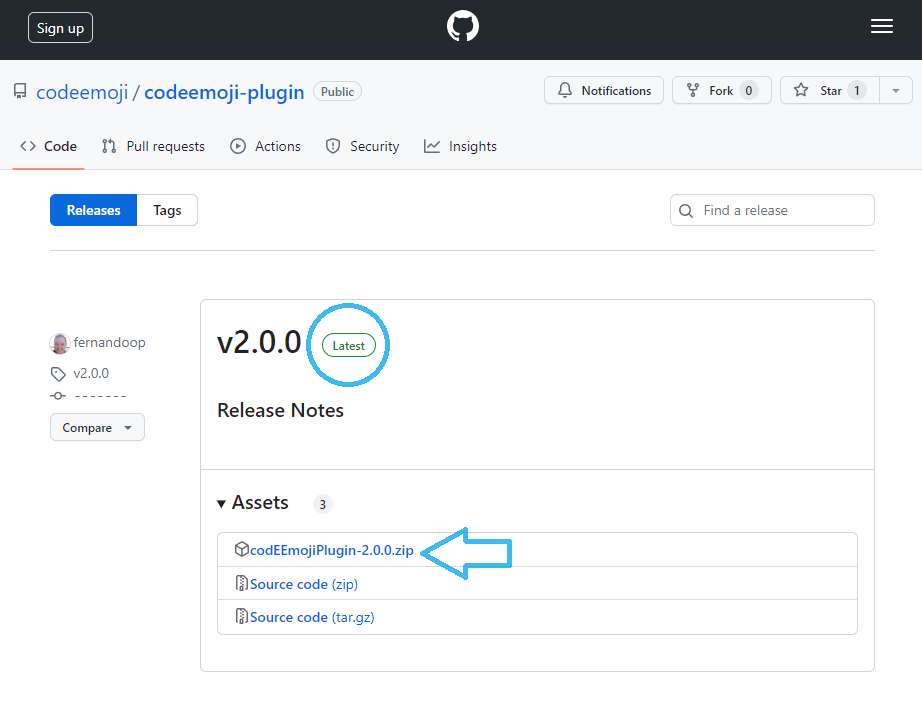 Sign up
codeemoji / codeemoji-plugin Public Notifications Fork 0 Star 1
Code Pull requests Actions Security Insights
Releases Tags Find a release
v2.0.0 Latest
fernandoop
v2.0.0
-------
Compare
Release Notes
Assets 3
codEEmojiPlugin-2.0.0.zip
Source code (zip)
Source code (tar.gz)